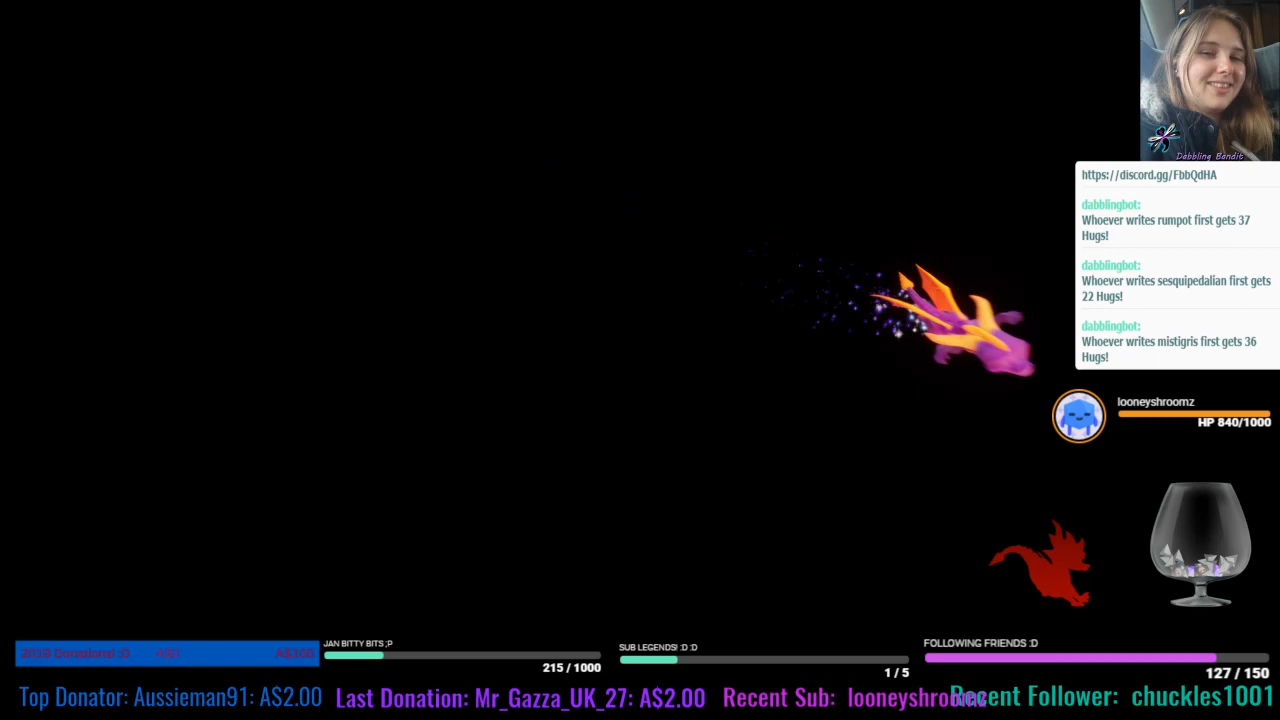 Dabbling Bandit
https://discord.gg/FbbQdHA
dabblingbot:
Whoever writes rumpot first gets 37
Hugs!
dabblingbot:
Whoever writes sesquipedalian first gets
22 Hugs!
dabblingbot:
Whoever writes mistigris first gets 36
Hugs!
looneyshroomz
HP 840/1000
JAN BITTY BITS ;P
215 / 1000
SUB LEGENDS! :D :D
1 / 5
FOLLOWING FRIENDS :D
127 / 150
2019 Donations! :D
Top Donator: Aussieman91: A$2.00
Last Donation: Mr_Gazza_UK_27: A$2.00
Recent Sub: looneyshroomz
Recent Follower: chuckles1001